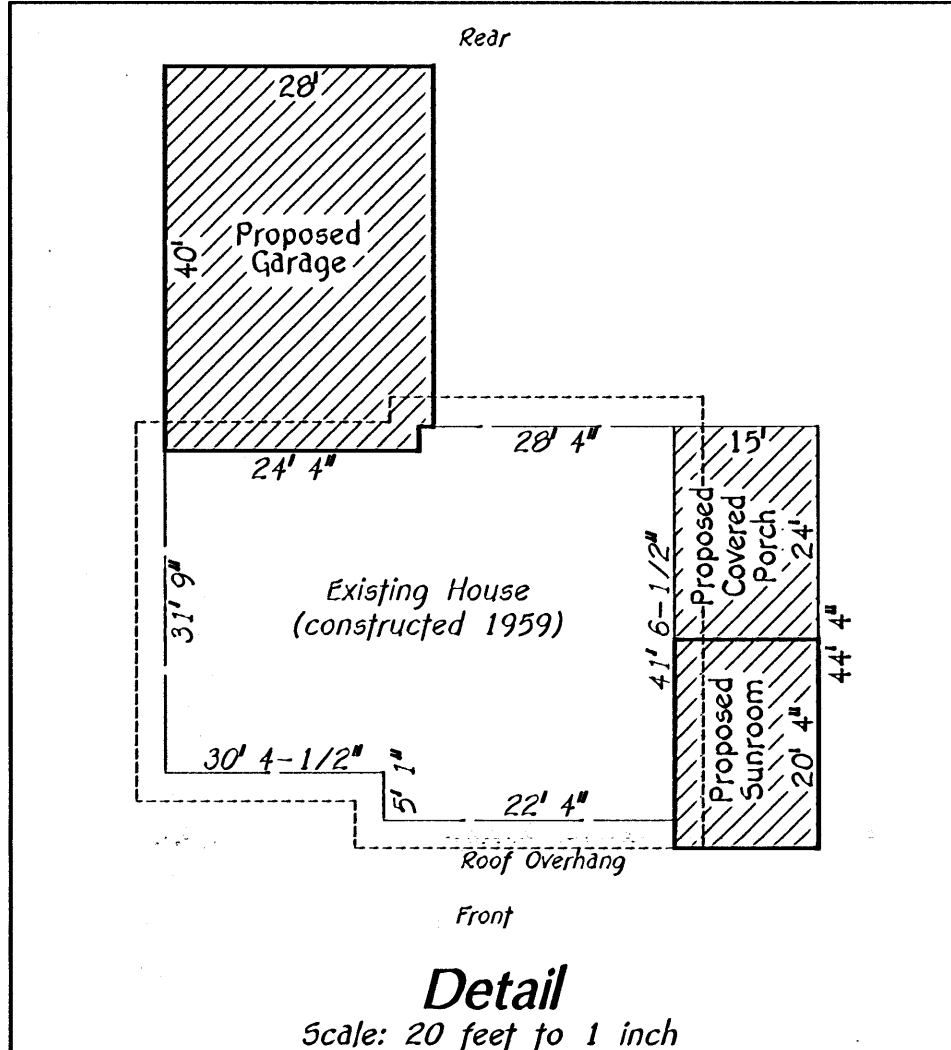 Rear
28'
40'
Proposed
Garage
24' 4"
28' 4"
15'
Proposed
Covered
Porch
24'
31' 9"
Existing House
(constructed 1959)
41' 6-1/2"
44' 4"
Proposed
Sunroom
20' 4"
30' 4-1/2"
5' 1"
22' 4"
Roof Overhang
Front
Detail
Scale: 20 feet to 1 inch